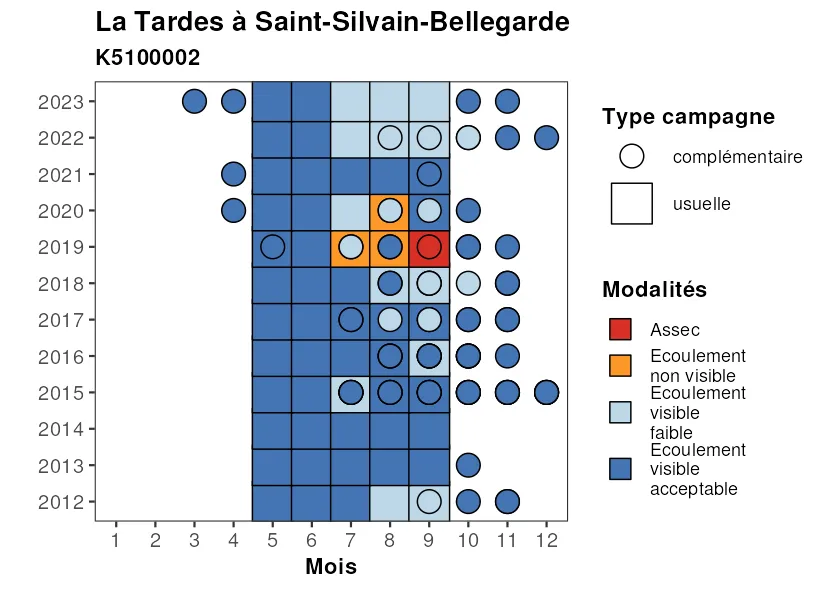 La Tardes à Saint-Silvain-Bellegarde
K5100002
2023
2022
2021
2020
2019
2018
2017
2016
2015
2014
2013
2012
1 2 3 4 5 6 7 8 9 10 11 12
Mois
Type campagne
complémentaire
usuelle
Modalités
Assec
Ecoulement
non visible
Ecoulement
visible
faible
Ecoulement
visible
acceptable